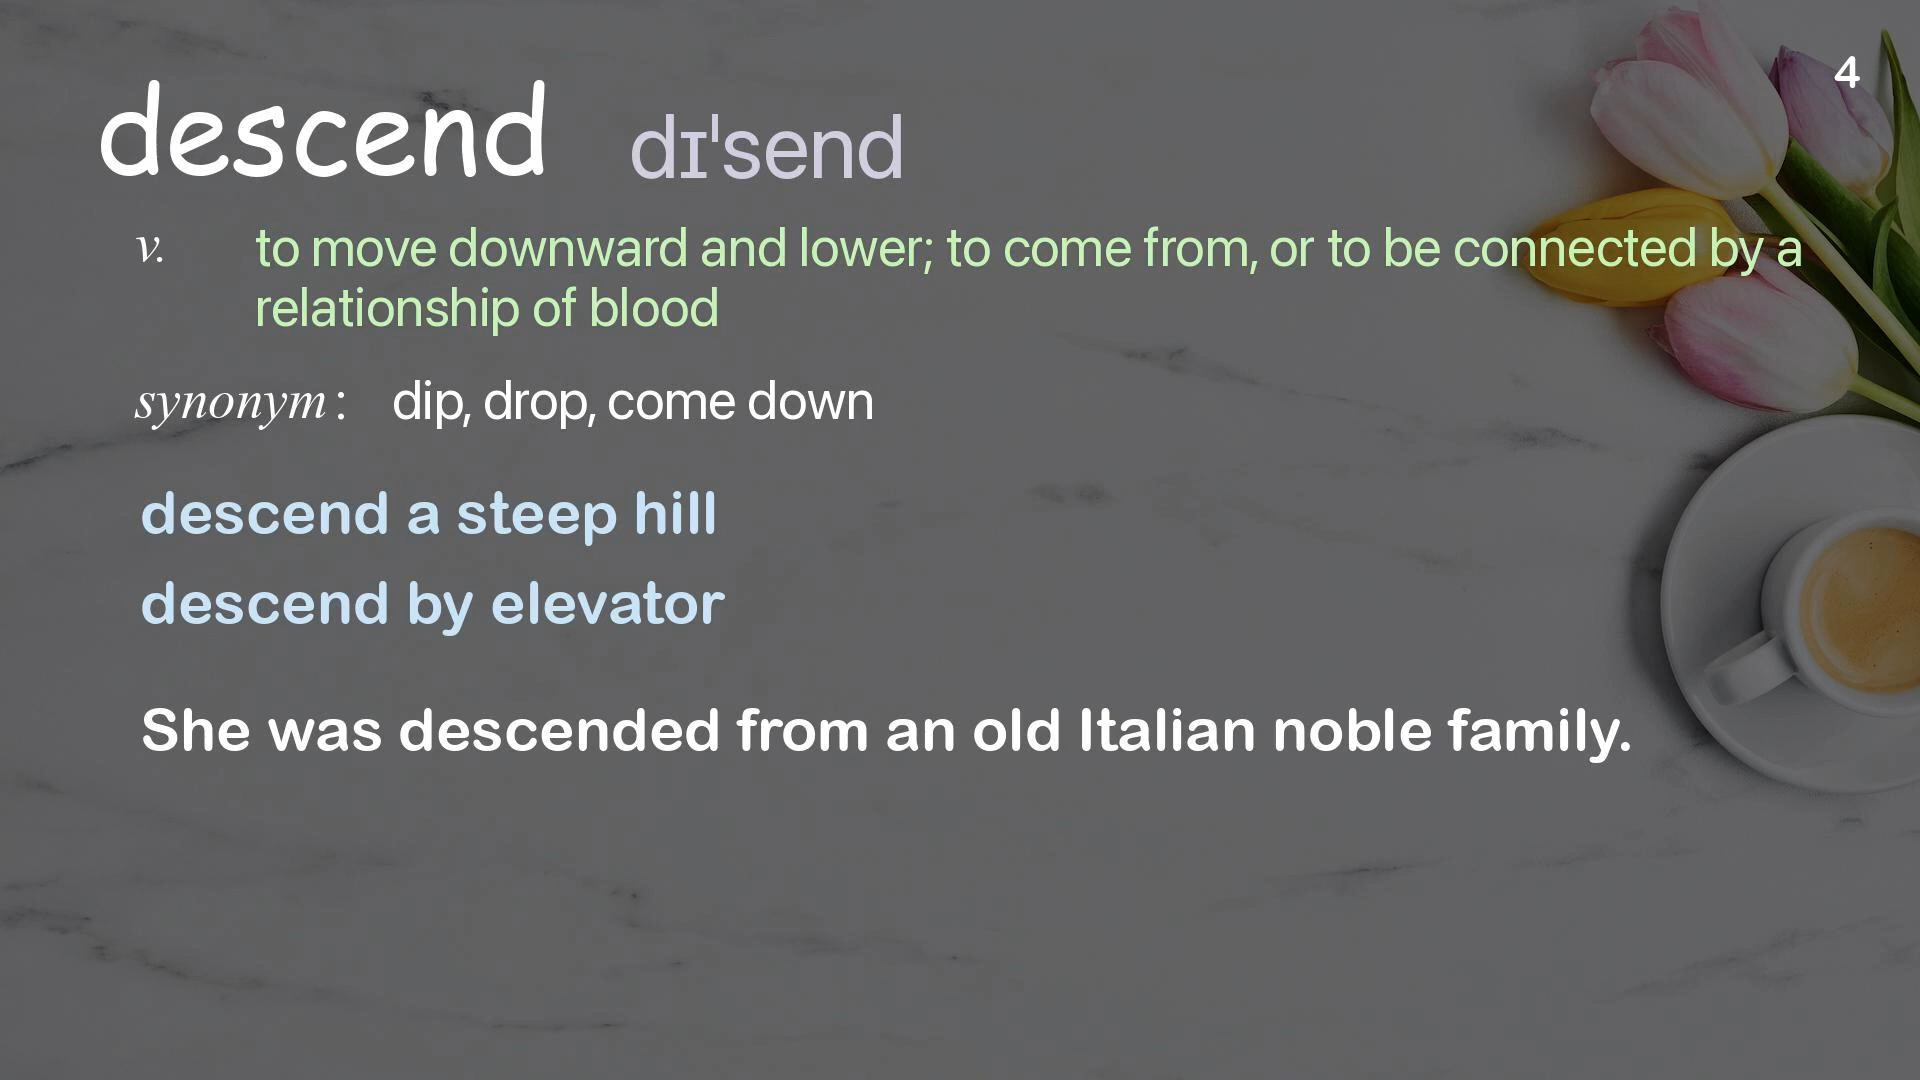 4
descend dɪˈsend
v. to move downward and lower; to come from, or to be connected by a
relationship of blood
synonym : dip, drop, come down
descend a steep hill
descend by elevator
She was descended from an old Italian noble family.